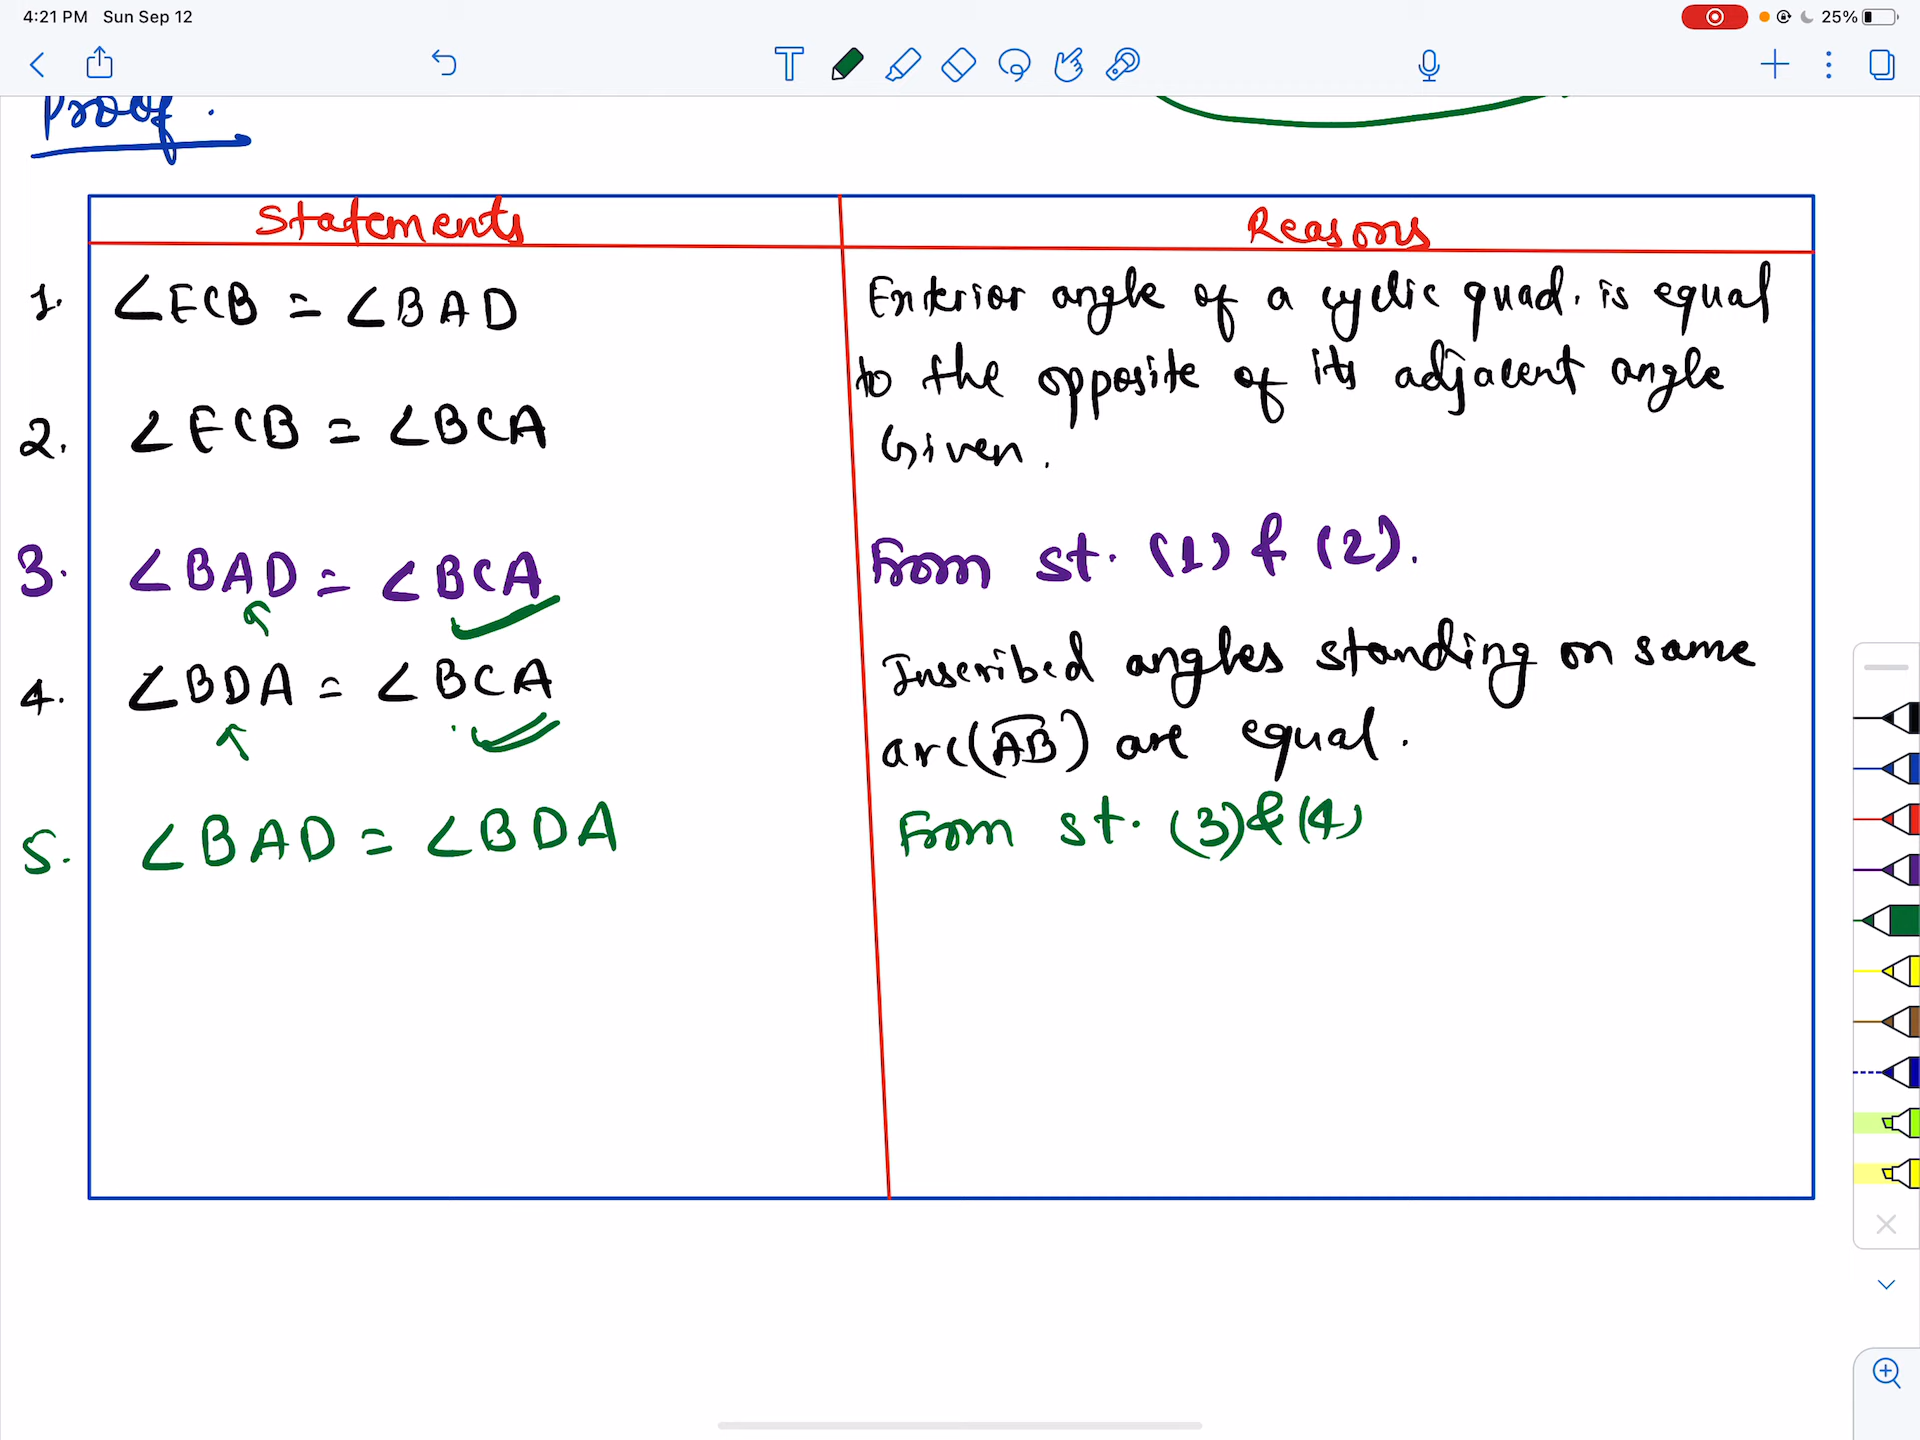 4:21 PM Sun Sep 12
25%
Proof.
Statements
Reasons
1. ∠ECB = ∠BAD
Exterior angle of a cyclic quad. is equal
to the opposite of its adjacent angle
2. ∠ECB = ∠BCA
Given.
3. ∠BAD = ∠BCA
From st. (1) & (2).
4. ∠BDA = ∠BCA
Inscribed angles standing on same
arc(AB) are equal.
5. ∠BAD = ∠BDA
From st. (3) & (4)